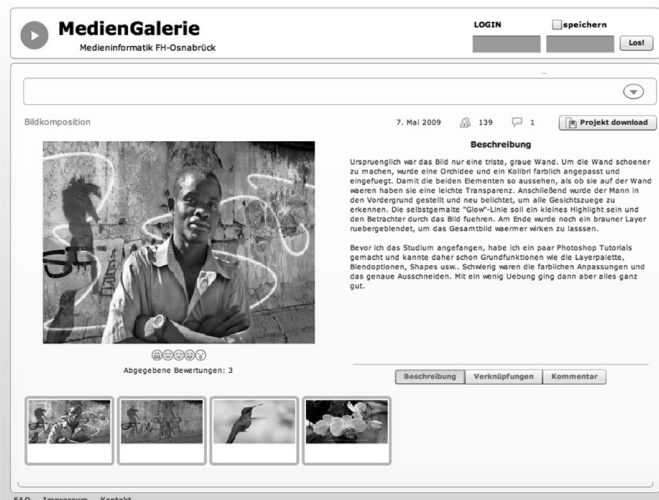 MedienGalerie
Medieninformatik FH-Osnabrück
LOGIN
speichern
Los!
Bildkomposition
7. Mai 2009
139
1
Projekt download
Beschreibung
Urspruenglich war das Bild nur eine triste, graue Wand. Um die Wand schoener
zu machen, wurde eine Orchidee und ein Kolibri farblich angepasst und
eingefuegt. Damit die beiden Elementen so aussehen, als ob sie auf der Wand
waeren haben sie eine leichte Transparenz. Anschließend wurde der Mann in
den Vordergrund gestellt und neu belichtet, um alle Gesichtszuege zu
erkennen. Die selbstgemalte "Glow"-Linie soll ein kleines Highlight sein und
den Betrachter durch das Bild fuehren. Am Ende wurde noch ein brauner Layer
ruebergeblendet, um das Gesamtbild waermer wirken zu lasssen.
Bevor ich das Studium angefangen, habe ich ein paar Photoshop Tutorials
gemacht und kannte daher schon Grundfunktionen wie die Layerpalette,
Blendoptionen, Shapes usw.. Schwierig waren die farblichen Anpassungen und
das genaue Ausschneiden. Mit ein wenig Uebung ging dann aber alles ganz
gut.
Abgegebene Bewertungen: 3
Beschreibung
Verknüpfungen
Kommentar
FAQ Impressum Kontakt